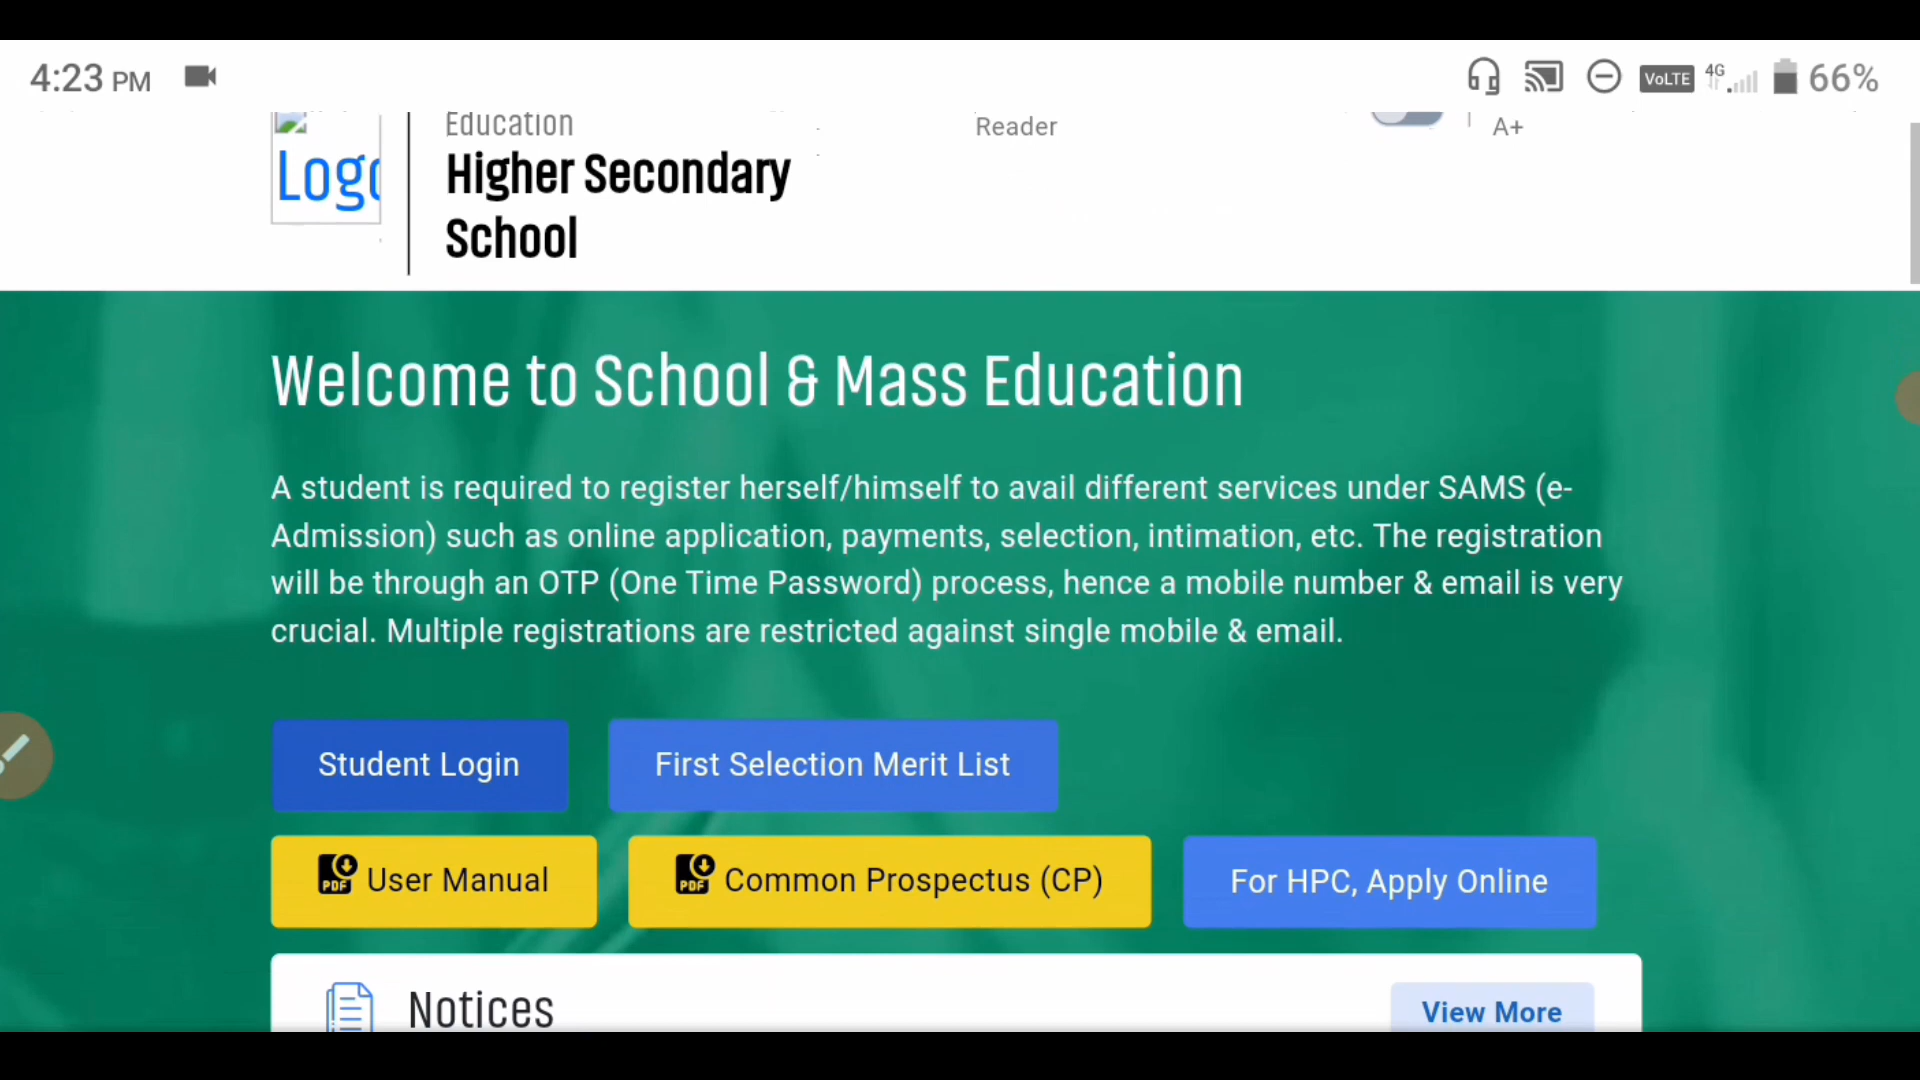 4:23 PM
VoLTE 4G 66%
Education
Reader
A+
Logo
Higher Secondary
School
Welcome to School & Mass Education
A student is required to register herself/himself to avail different services under SAMS (e-
Admission) such as online application, payments, selection, intimation, etc. The registration
will be through an OTP (One Time Password) process, hence a mobile number & email is very
crucial. Multiple registrations are restricted against single mobile & email.
Student Login
First Selection Merit List
PDF User Manual
PDF Common Prospectus (CP)
For HPC, Apply Online
Notices
View More